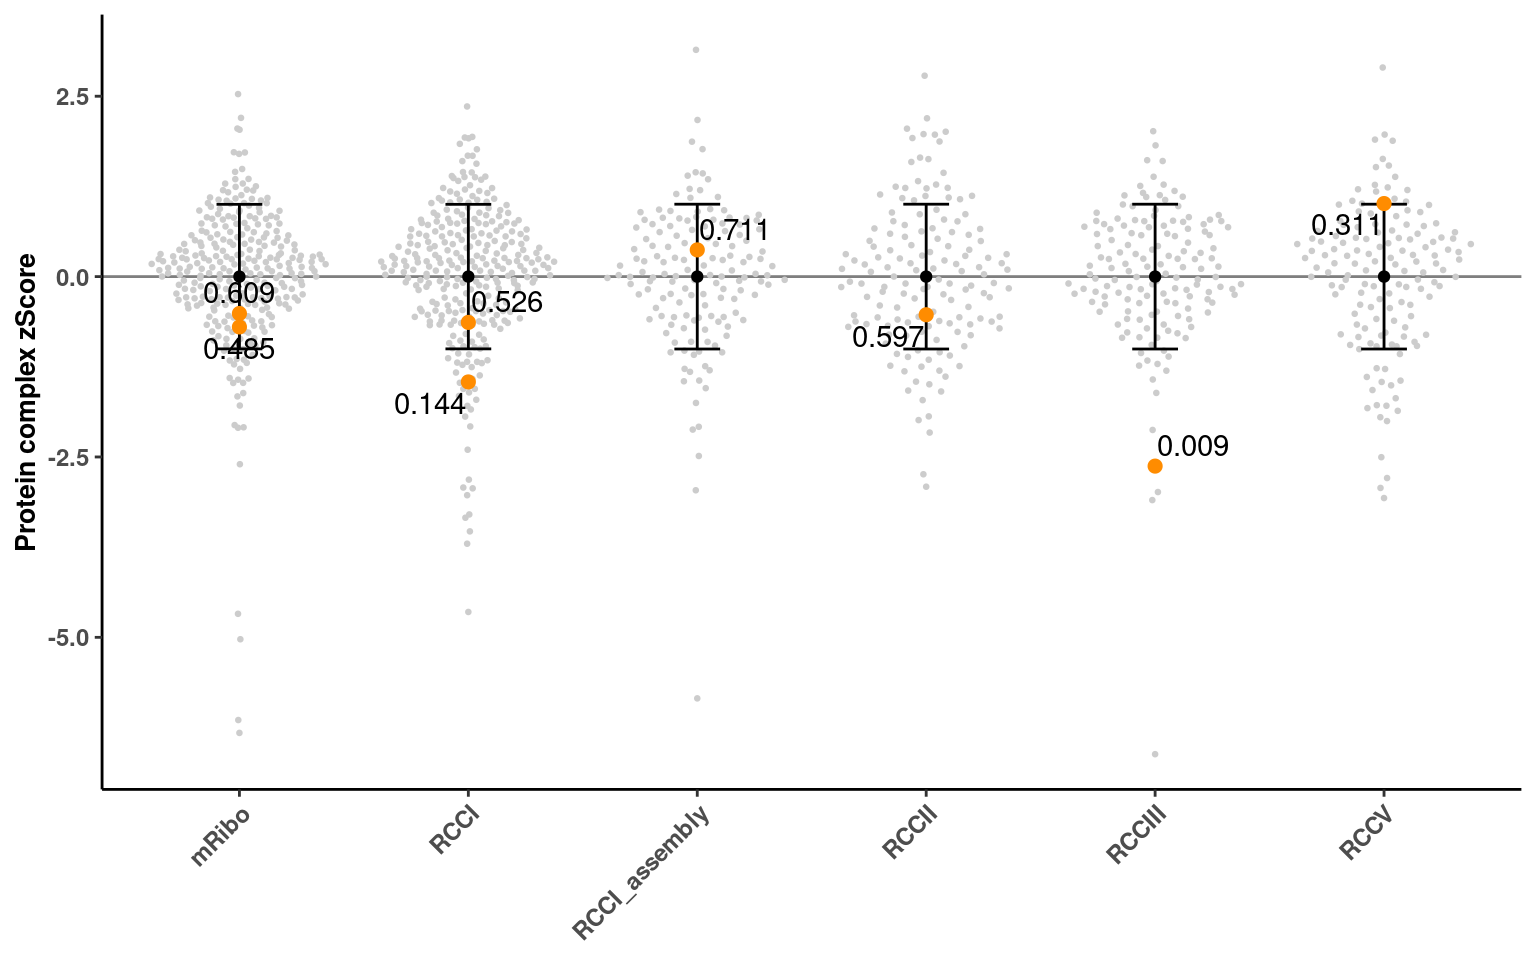 Protein complex zScore
2.5
0.0
-2.5
-5.0
0.609
0.485
0.526
0.144
0.711
0.597
0.009
0.311
mRibo
RCCI
RCCI_assembly
RCCII
RCCIII
RCCV